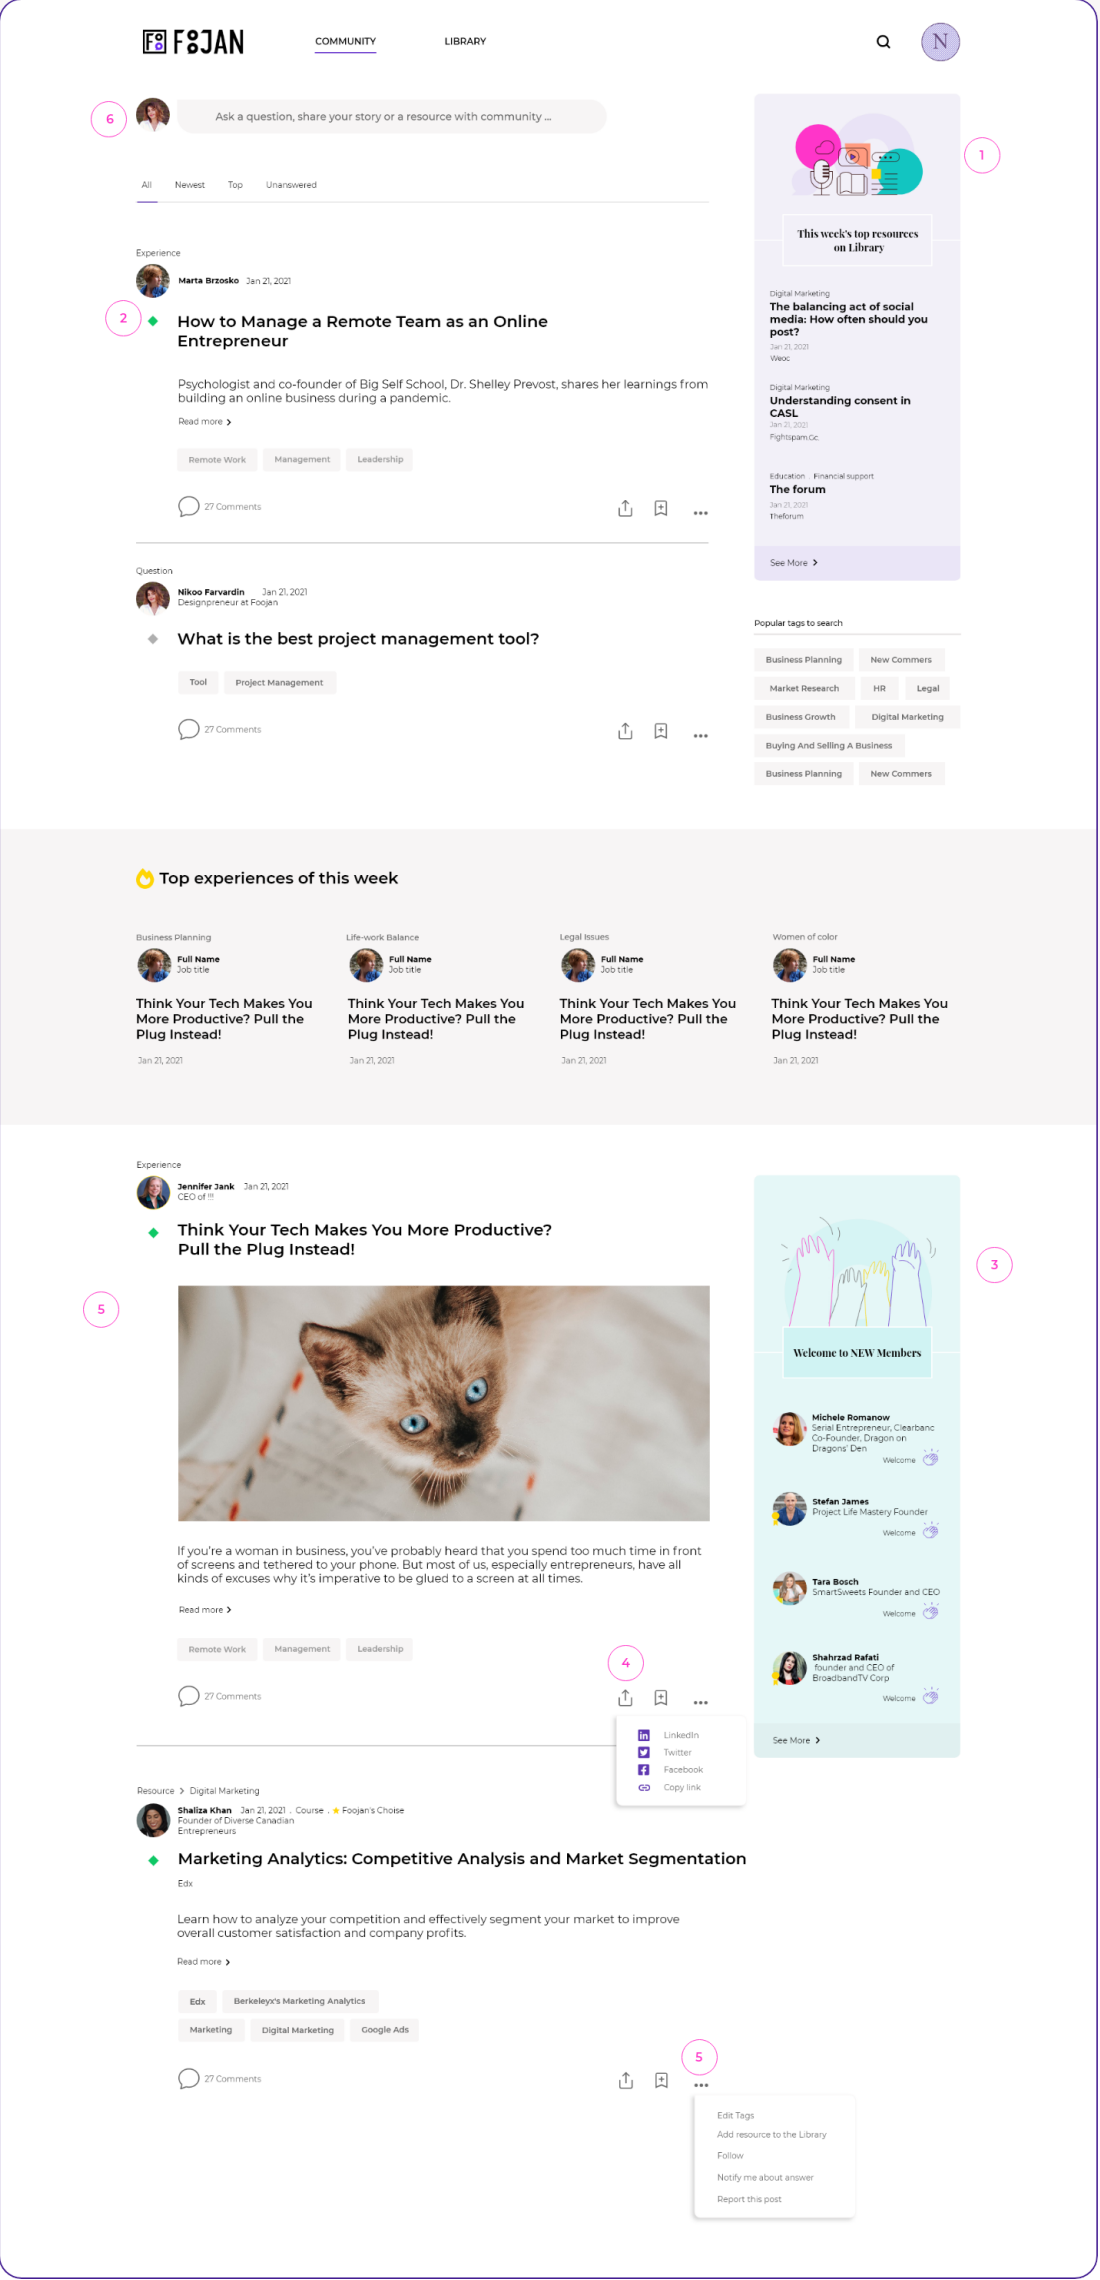 FOOJAN
COMMUNITY
LIBRARY
N
6
Ask a question, share your story or a resource with community ...
1
All Newest Top Unanswered
This week's top resources
on Library
Digital Marketing
The balancing act of social
media: How often should you
post?
Jan 21, 2021
Weoc
Digital Marketing
Understanding consent in
CASL
Jan 21, 2021
Fightspam.Gc.
Education . Financial support
The forum
Jan 21, 2021
Theforum
See More
Experience
Marta Brzosko Jan 21, 2021
2
How to Manage a Remote Team as an Online
Entrepreneur
Psychologist and co-founder of Big Self School, Dr. Shelley Prevost, shares her learnings from
building an online business during a pandemic.
Read more
Remote Work Management Leadership
27 Comments
Question
Nikoo Farvardin Jan 21, 2021
Designpreneur at Foojan
What is the best project management tool?
Tool Project Management
27 Comments
Popular tags to search
Business Planning New Commers
Market Research HR Legal
Business Growth Digital Marketing
Buying And Selling A Business
Business Planning New Commers
Top experiences of this week
Business Planning
Full Name
Job title
Think Your Tech Makes You
More Productive? Pull the
Plug Instead!
Jan 21, 2021
Life-work Balance
Full Name
Job title
Think Your Tech Makes You
More Productive? Pull the
Plug Instead!
Jan 21, 2021
Legal Issues
Full Name
Job title
Think Your Tech Makes You
More Productive? Pull the
Plug Instead!
Jan 21, 2021
Women of color
Full Name
Job title
Think Your Tech Makes You
More Productive? Pull the
Plug Instead!
Jan 21, 2021
Experience
Jennifer Jank Jan 21, 2021
CEO of !!!
Think Your Tech Makes You More Productive?
Pull the Plug Instead!
5
If you're a woman in business, you've probably heard that you spend too much time in front
of screens and tethered to your phone. But most of us, especially entrepreneurs, have all
kinds of excuses why it's imperative to be glued to a screen at all times.
Read more
Remote Work Management Leadership
27 Comments
4
LinkedIn
Twitter
Facebook
Copy link
3
Welcome to NEW Members
Michele Romanow
Serial Entrepreneur, Clearbanc
Co-Founder, Dragon on
Dragons' Den
Welcome
Stefan James
Project Life Mastery Founder
Welcome
Tara Bosch
SmartSweets Founder and CEO
Welcome
Shahrzad Rafati
founder and CEO of
BroadbandTV Corp
Welcome
See More
Resource > Digital Marketing
Shaliza Khan Jan 21, 2021 . Course . Foojan's Choise
Founder of Diverse Canadian
Entrepreneurs
Marketing Analytics: Competitive Analysis and Market Segmentation
Edx
Learn how to analyze your competition and effectively segment your market to improve
overall customer satisfaction and company profits.
Read more
Edx Berkeleyx's Marketing Analytics
Marketing Digital Marketing Google Ads
27 Comments
5
Edit Tags
Add resource to the Library
Follow
Notify me about answer
Report this post